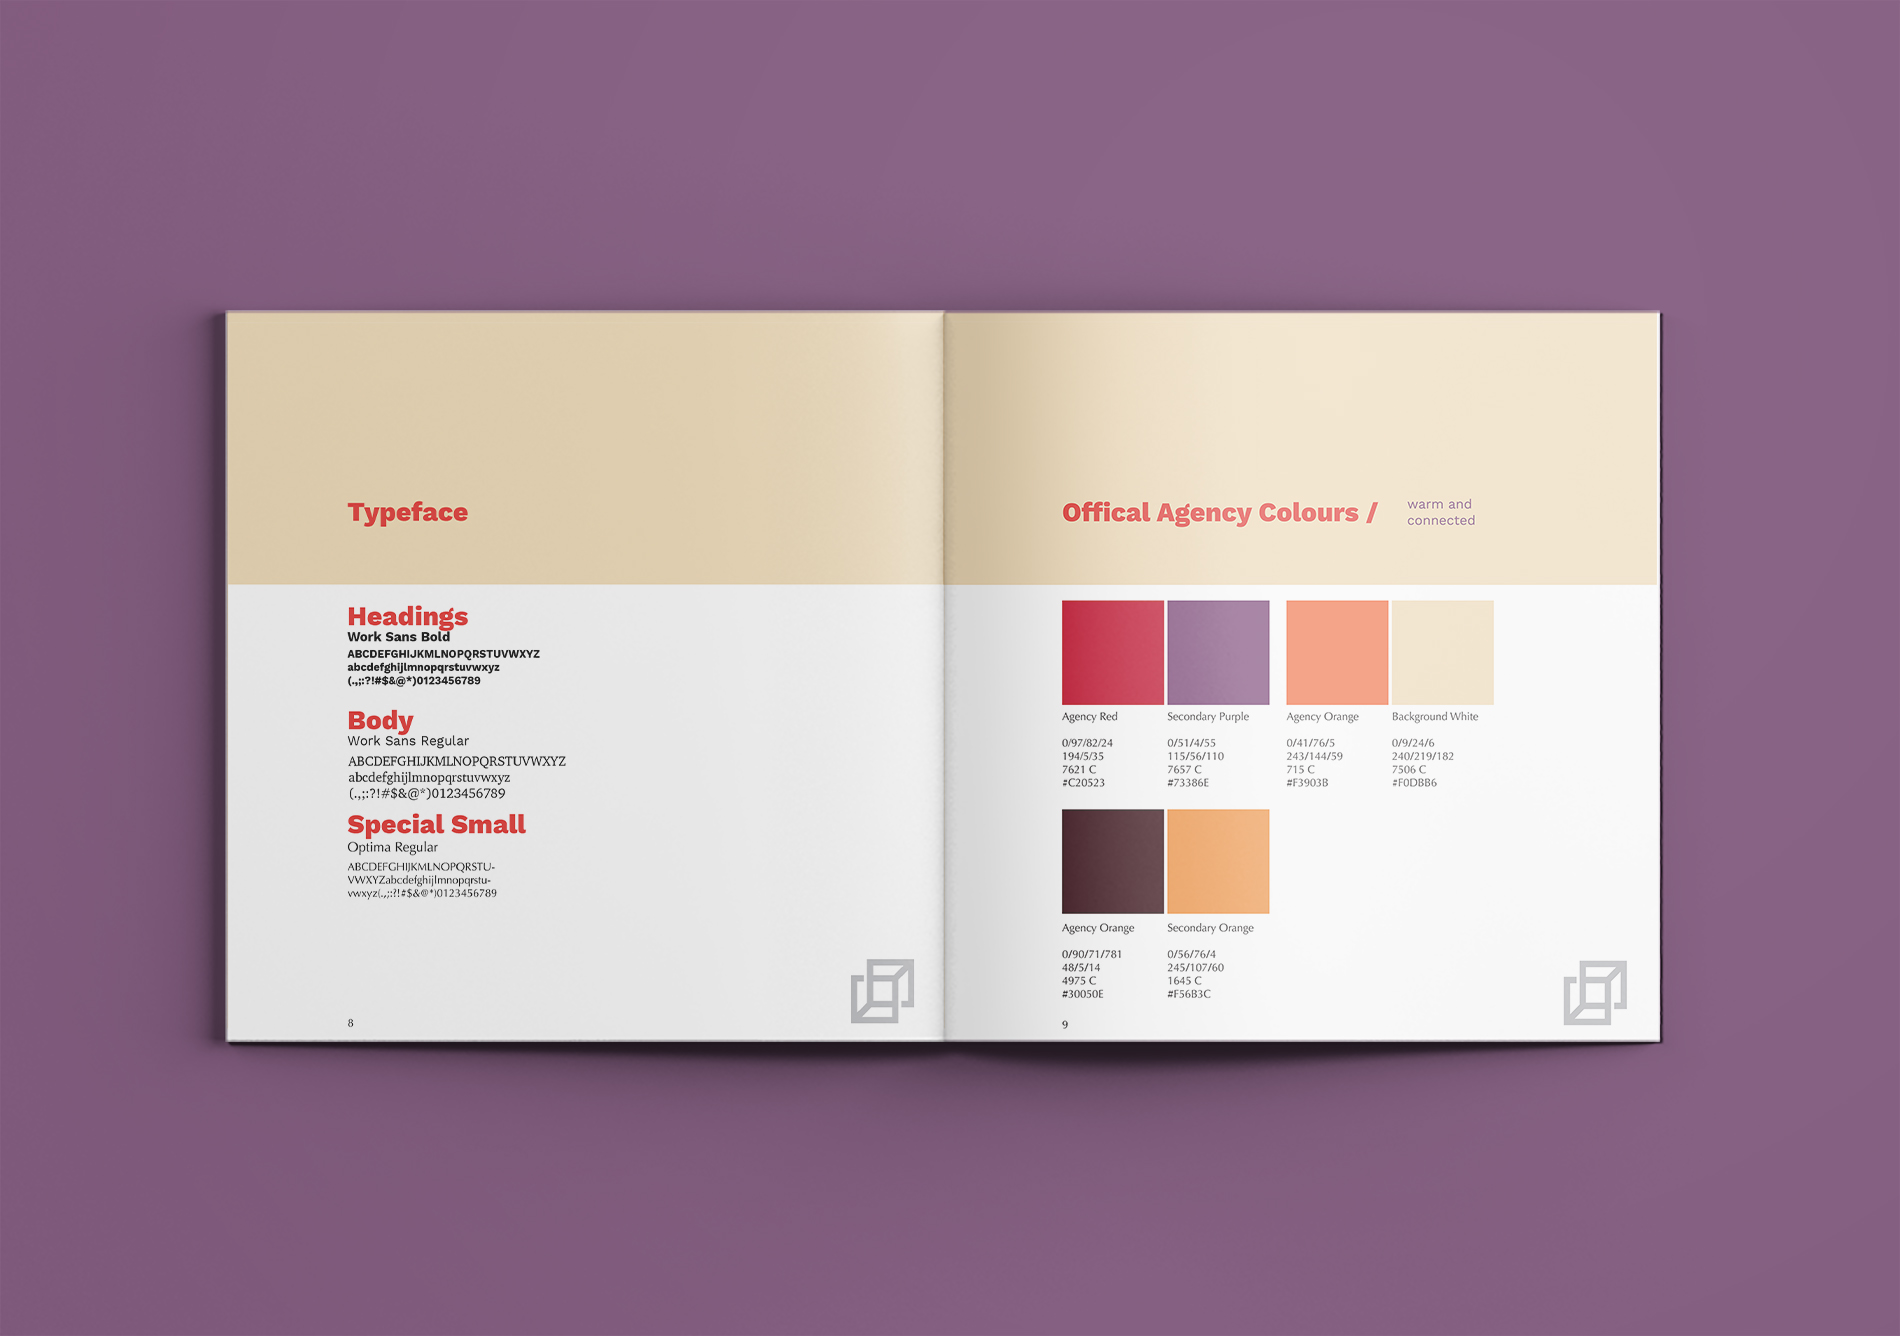 Typeface
Headings
Work Sans Bold
ABCDEFGHIJKMLNOPQRSTUVWXYZ
abcdefghijlmnopqrstuvwxyz
(.,;:?!#$&@*)0123456789
Body
Work Sans Regular
ABCDEFGHIJKMLNOPQRSTUVWXYZ
abcdefghijlmnopqrstuvwxyz
(.,;:?!#$&@*)0123456789
Special Small
Optima Regular
ABCDEFGHIJKMLNOPQRSTU-
VWXYZabcdefghijlmnopqrstu-
vwxyz(.,;:?!#$&@*)0123456789
8
Offical Agency Colours /
warm and
connected
Agency Red
0/97/82/24
194/5/35
7621 C
#C20523
Secondary Purple
0/51/4/55
115/56/110
7657 C
#73386E
Agency Orange
0/41/76/5
243/144/59
715 C
#F3903B
Background White
0/9/24/6
240/219/182
7506 C
#F0DBB6
Agency Orange
0/90/71/781
48/5/14
4975 C
#30050E
Secondary Orange
0/56/76/4
245/107/60
1645 C
#F56B3C
9